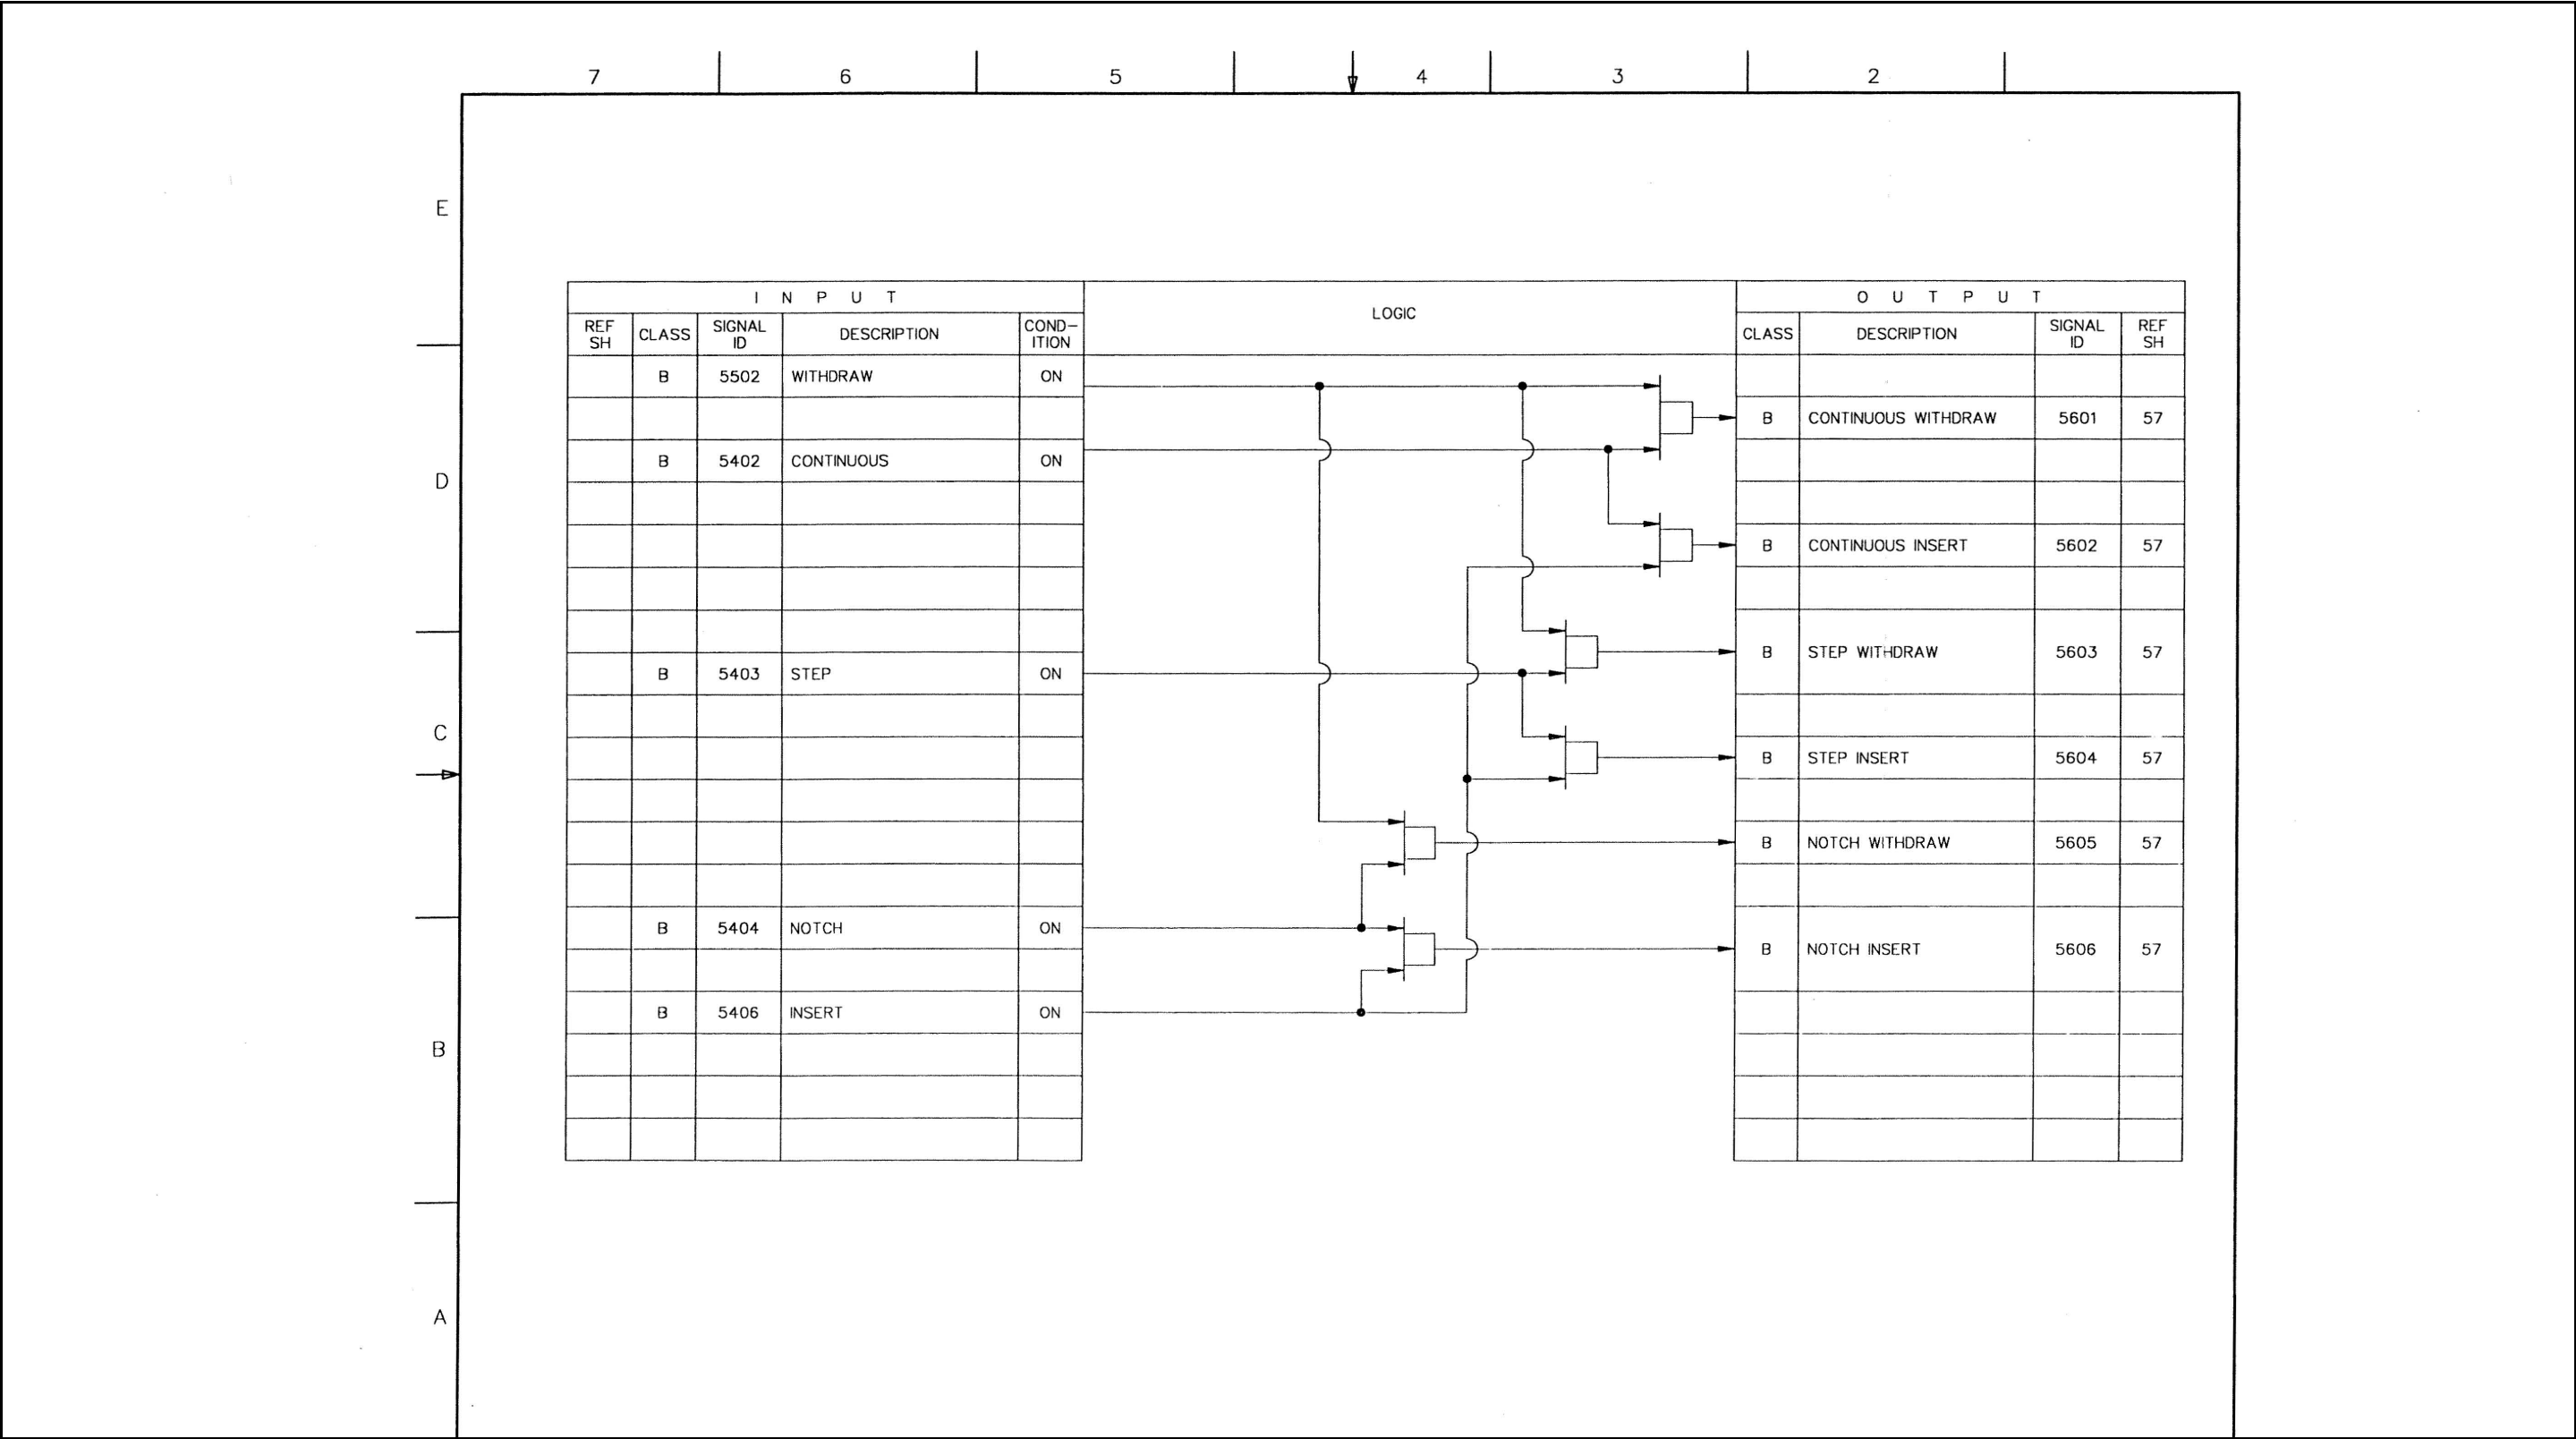 7 6 5 4 3 2
E
D
C
B
A
I N P U T
LOGIC
O U T P U T
REF SH CLASS SIGNAL ID DESCRIPTION COND-ITION
CLASS DESCRIPTION SIGNAL ID REF SH
B 5502 WITHDRAW ON
B CONTINUOUS WITHDRAW 5601 57
B 5402 CONTINUOUS ON
B CONTINUOUS INSERT 5602 57
B STEP WITHDRAW 5603 57
B 5403 STEP ON
B STEP INSERT 5604 57
B NOTCH WITHDRAW 5605 57
B 5404 NOTCH ON
B NOTCH INSERT 5606 57
B 5406 INSERT ON